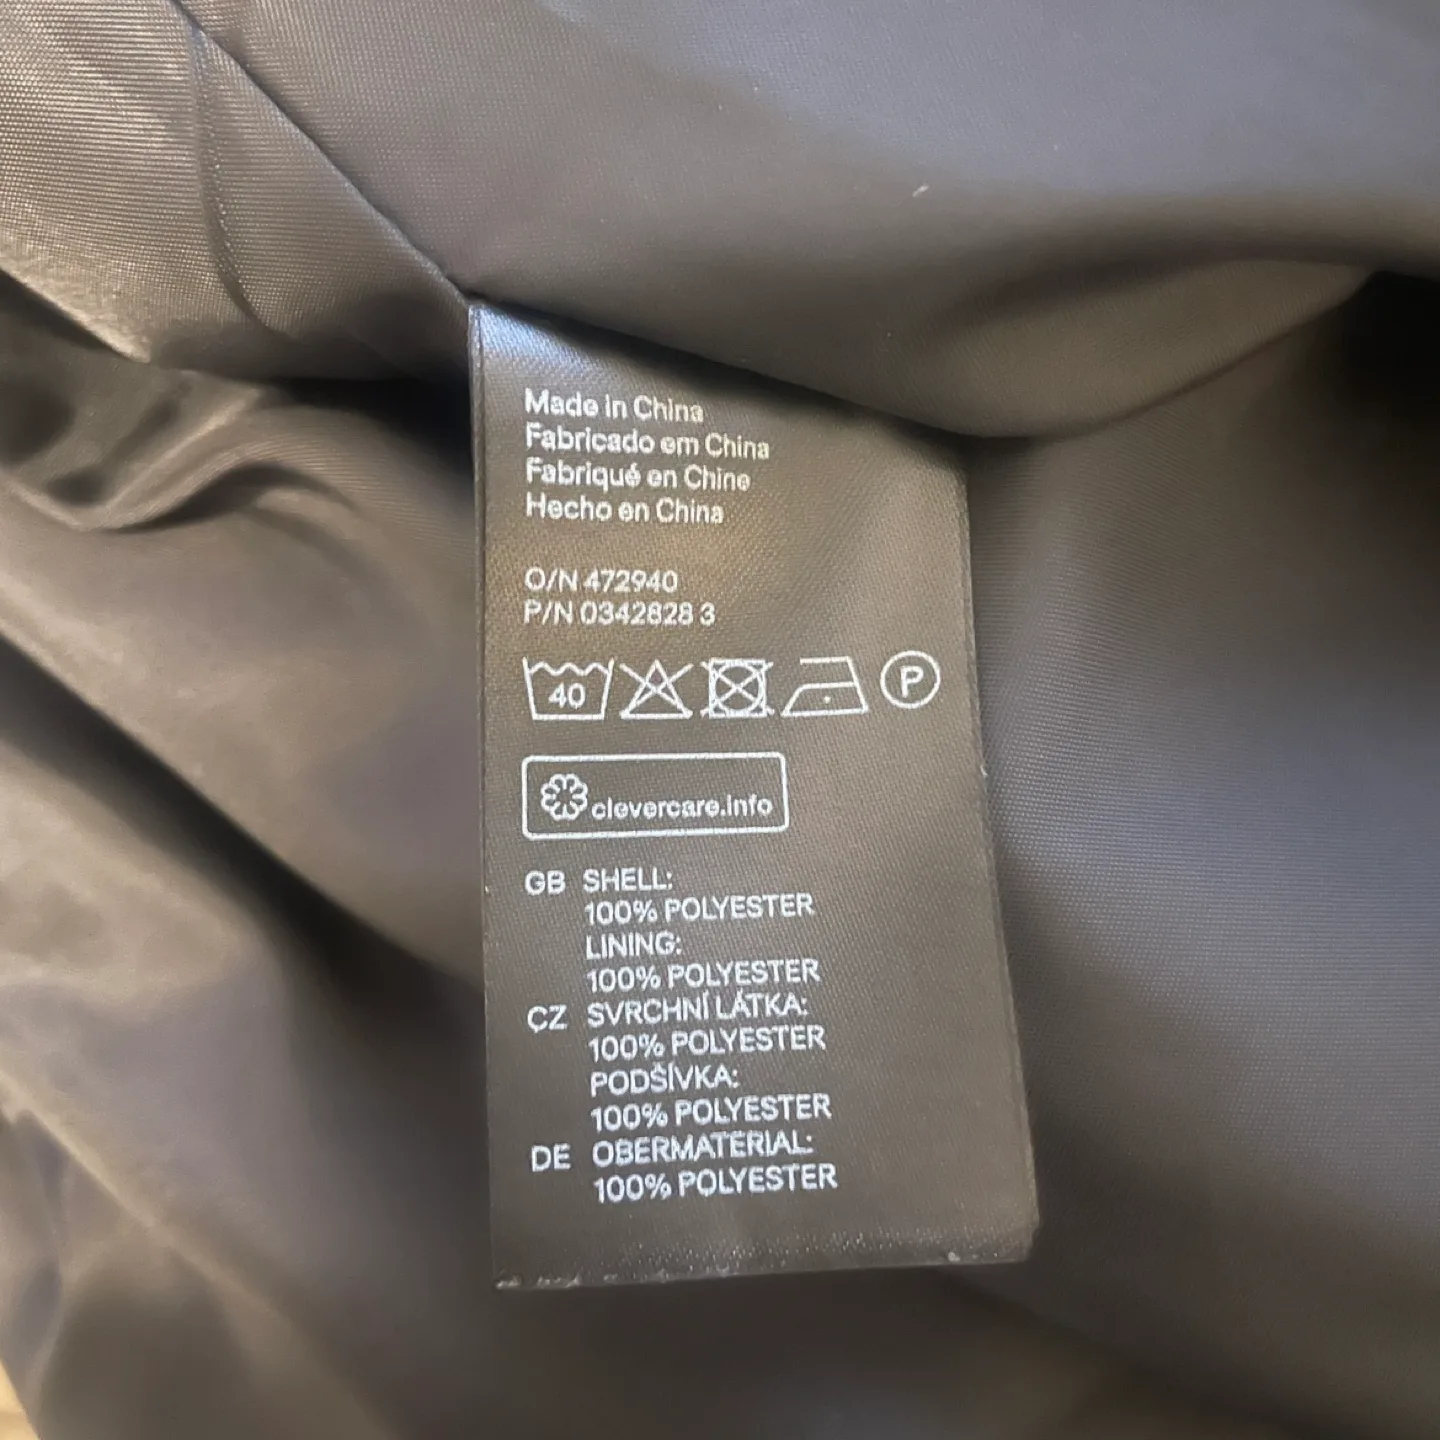 Made in China
Fabricado em China
Fabriqué en Chine
Hecho en China
O/N 472940
P/N 0342828 3
40 P
clevercare.info
GB SHELL:
100% POLYESTER
LINING:
100% POLYESTER
CZ SVRCHNÍ LÁTKA:
100% POLYESTER
PODŠÍVKA:
100% POLYESTER
DE OBERMATERIAL:
100% POLYESTER